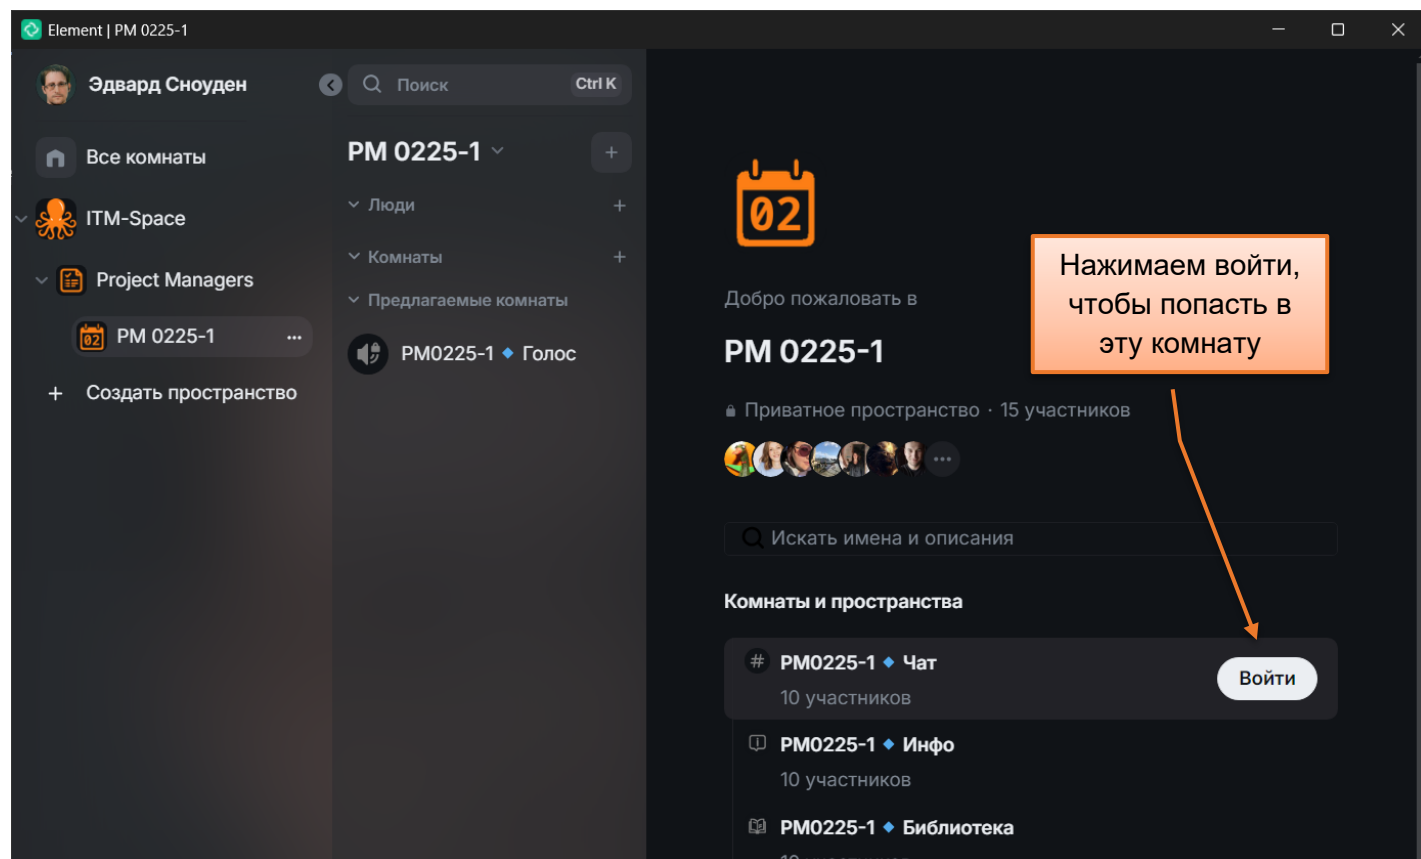 Element | PM 0225-1
Эдвард Сноуден
Все комнаты
ITM-Space
Project Managers
02
PM 0225-1
Создать пространство
Поиск
Ctrl K
PM 0225-1
Люди
Комнаты
Предлагаемые комнаты
PM0225-1 🔹 Голос
02
Добро пожаловать в
PM 0225-1
Приватное пространство · 15 участников
Нажимаем войти,
чтобы попасть в
эту комнату
Искать имена и описания
Комнаты и пространства
PM0225-1 🔹 Чат
10 участников
Войти
PM0225-1 🔹 Инфо
10 участников
PM0225-1 🔹 Библиотека